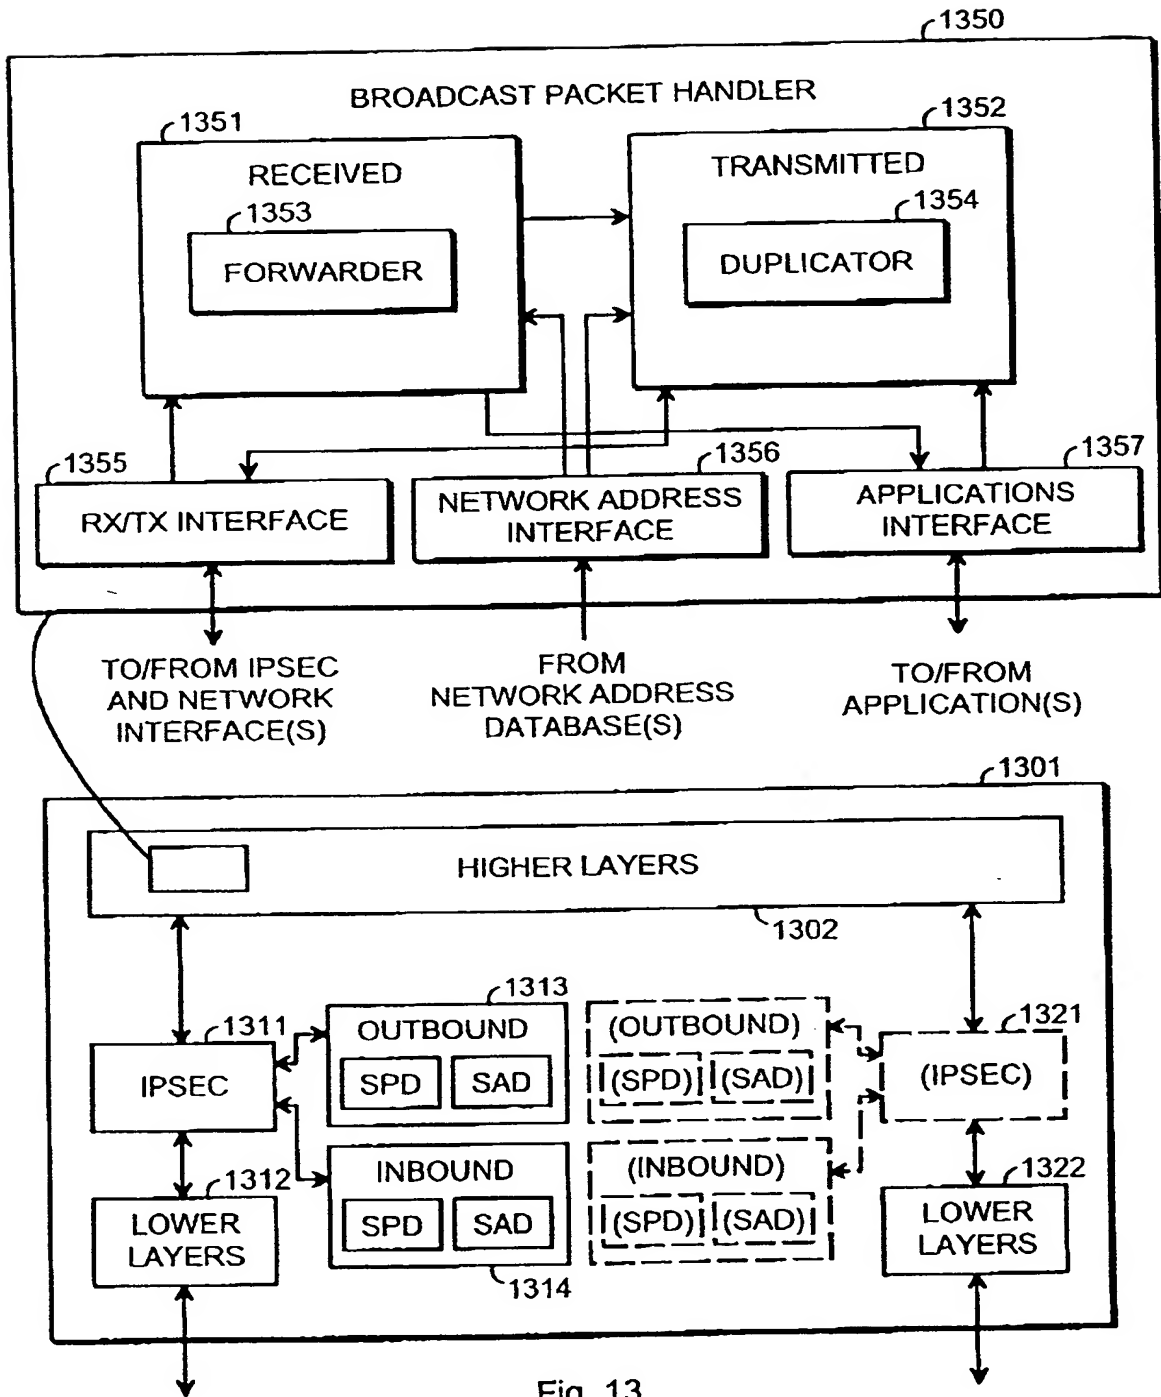 1350
BROADCAST PACKET HANDLER
1351
1352
RECEIVED
TRANSMITTED
1353
1354
FORWARDER
DUPLICATOR
1355
1356
1357
RX/TX INTERFACE
NETWORK ADDRESS
INTERFACE
APPLICATIONS
INTERFACE
TO/FROM IPSEC
AND NETWORK
INTERFACE(S)
FROM
NETWORK ADDRESS
DATABASE(S)
TO/FROM
APPLICATION(S)
1301
HIGHER LAYERS
1302
1311
1313
1321
IPSEC
OUTBOUND
SPD
SAD
(OUTBOUND)
(SPD)
(SAD)
(IPSEC)
1312
INBOUND
SPD
SAD
1314
(INBOUND)
(SPD)
(SAD)
1322
LOWER
LAYERS
LOWER
LAYERS
Fig. 13